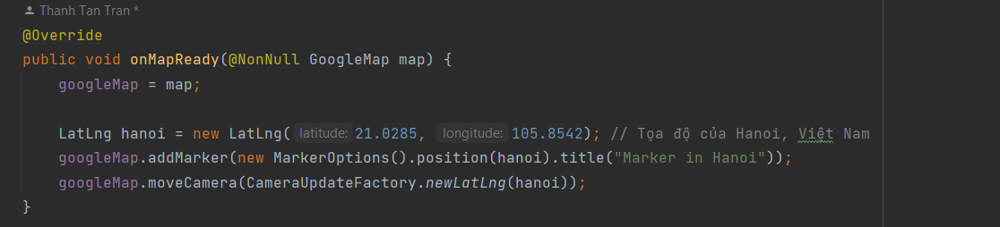 Thanh Tan Tran *
@Override
public void onMapReady(@NonNull GoogleMap map) {
googleMap = map;
LatLng hanoi = new LatLng( latitude: 21.0285, longitude: 105.8542); // Tọa độ của Hanoi, Việt Nam
googleMap.addMarker(new MarkerOptions().position(hanoi).title("Marker in Hanoi"));
googleMap.moveCamera(CameraUpdateFactory.newLatLng(hanoi));
}